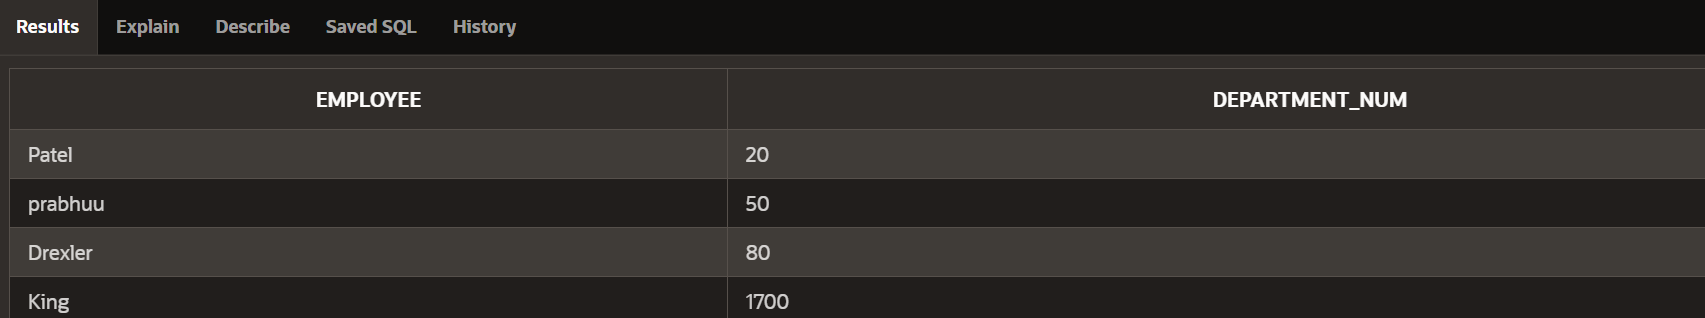 Results Explain Describe Saved SQL History
EMPLOYEE DEPARTMENT_NUM
Patel 20
prabhuu 50
Drexler 80
King 1700